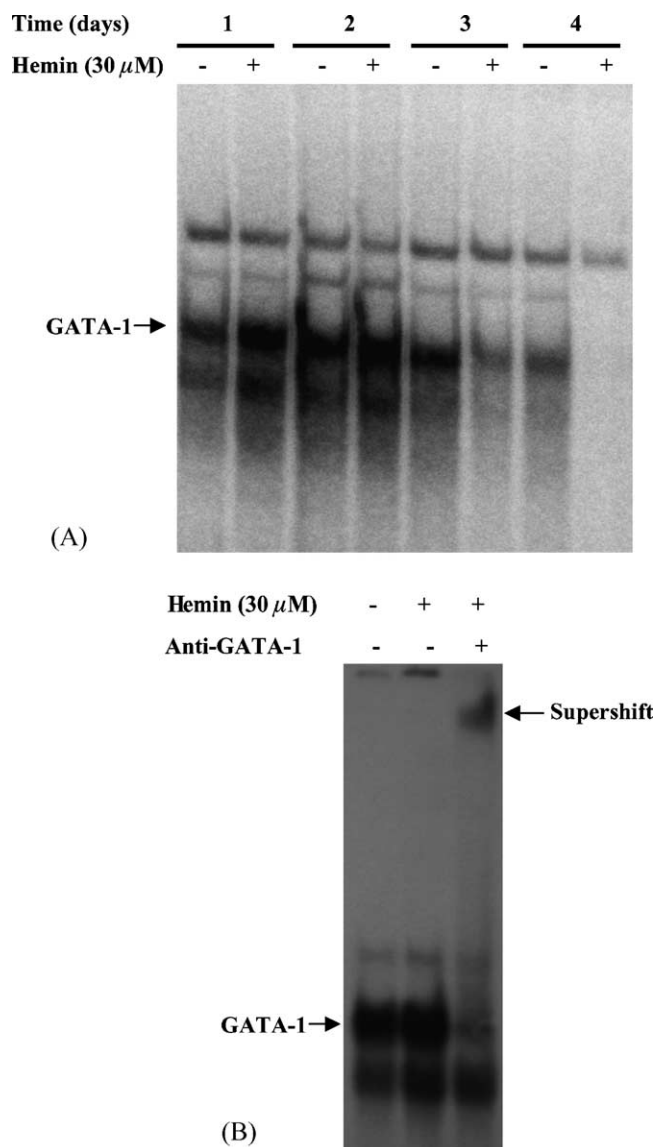 Time (days) 1 2 3 4
Hemin (30 μM) - + - + - + - +
GATA-1
(A)
Hemin (30 μM) - + +
Anti-GATA-1 - - +
Supershift
GATA-1
(B)